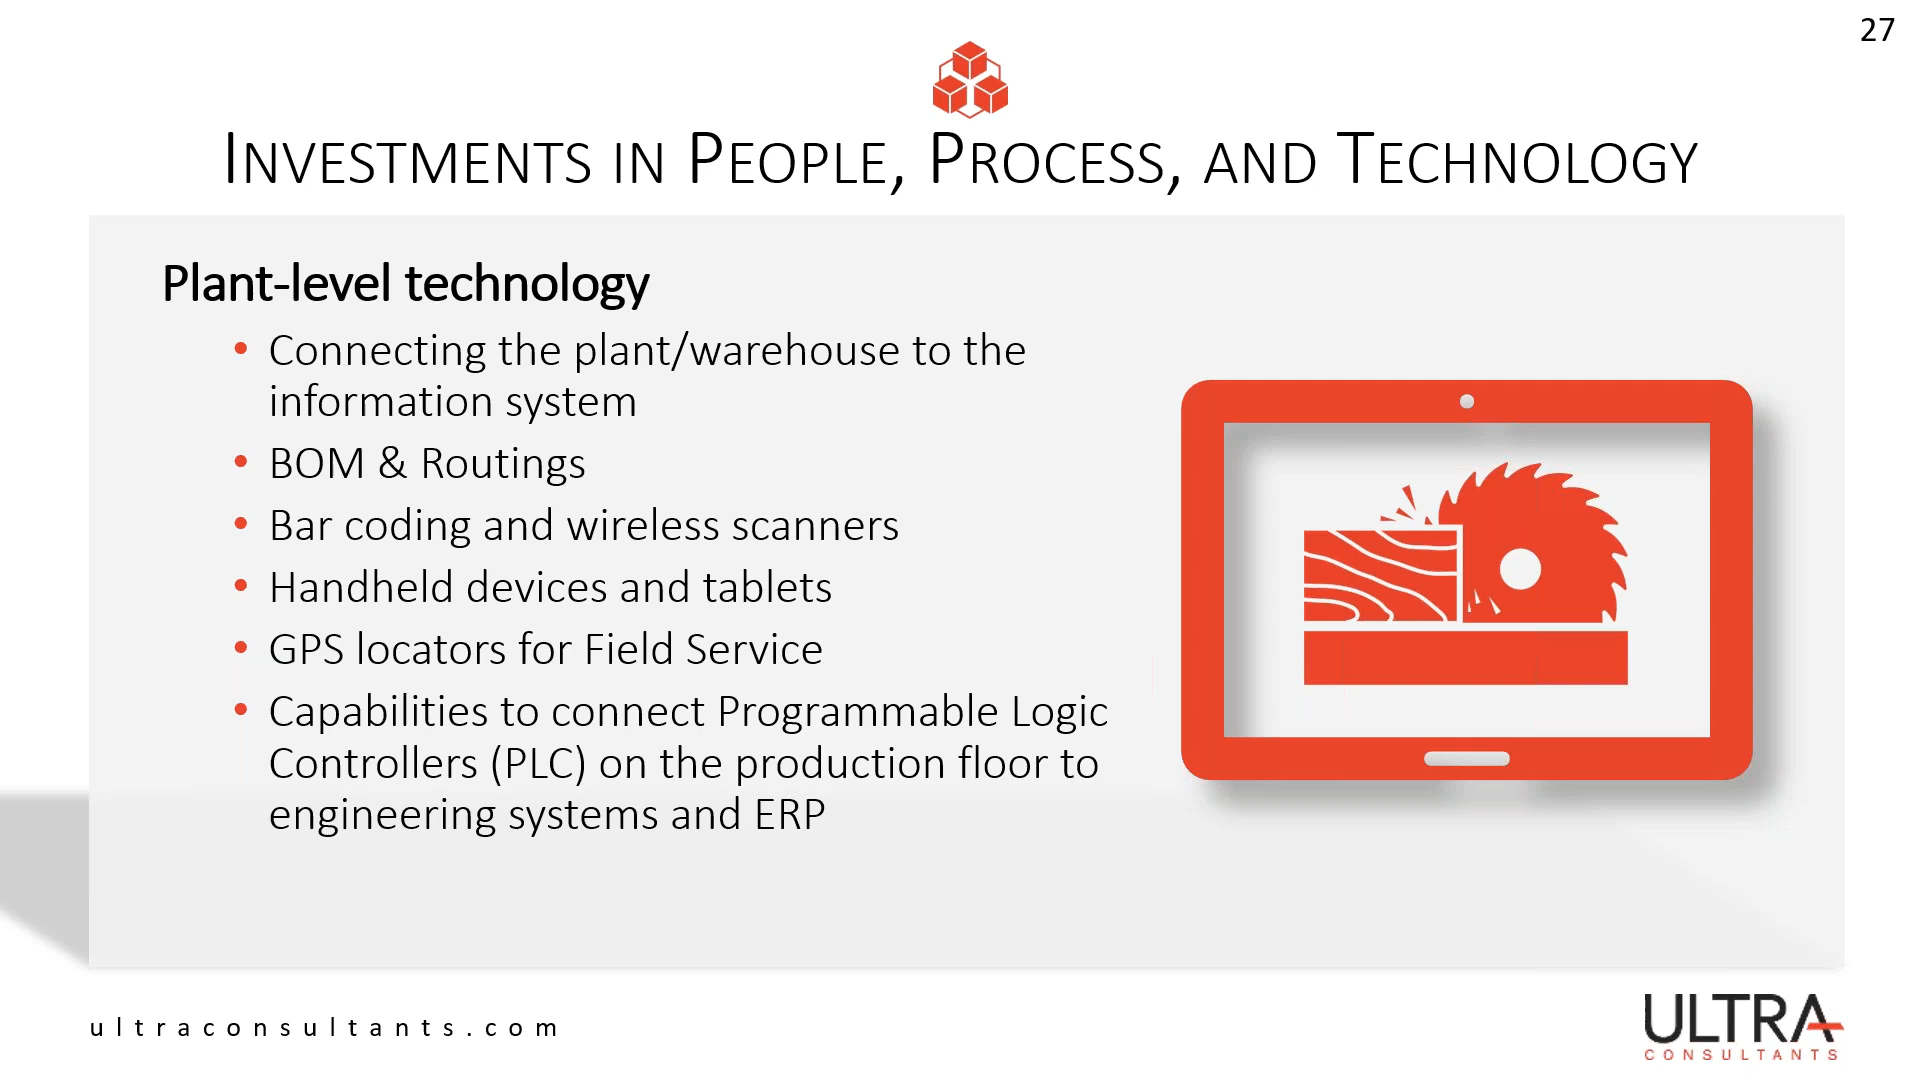 27
Investments in People, Process, and Technology
Plant-level technology
• Connecting the plant/warehouse to the
information system
• BOM & Routings
• Bar coding and wireless scanners
• Handheld devices and tablets
• GPS locators for Field Service
• Capabilities to connect Programmable Logic
Controllers (PLC) on the production floor to
engineering systems and ERP
ultraconsultants.com
ULTRA
CONSULTANTS